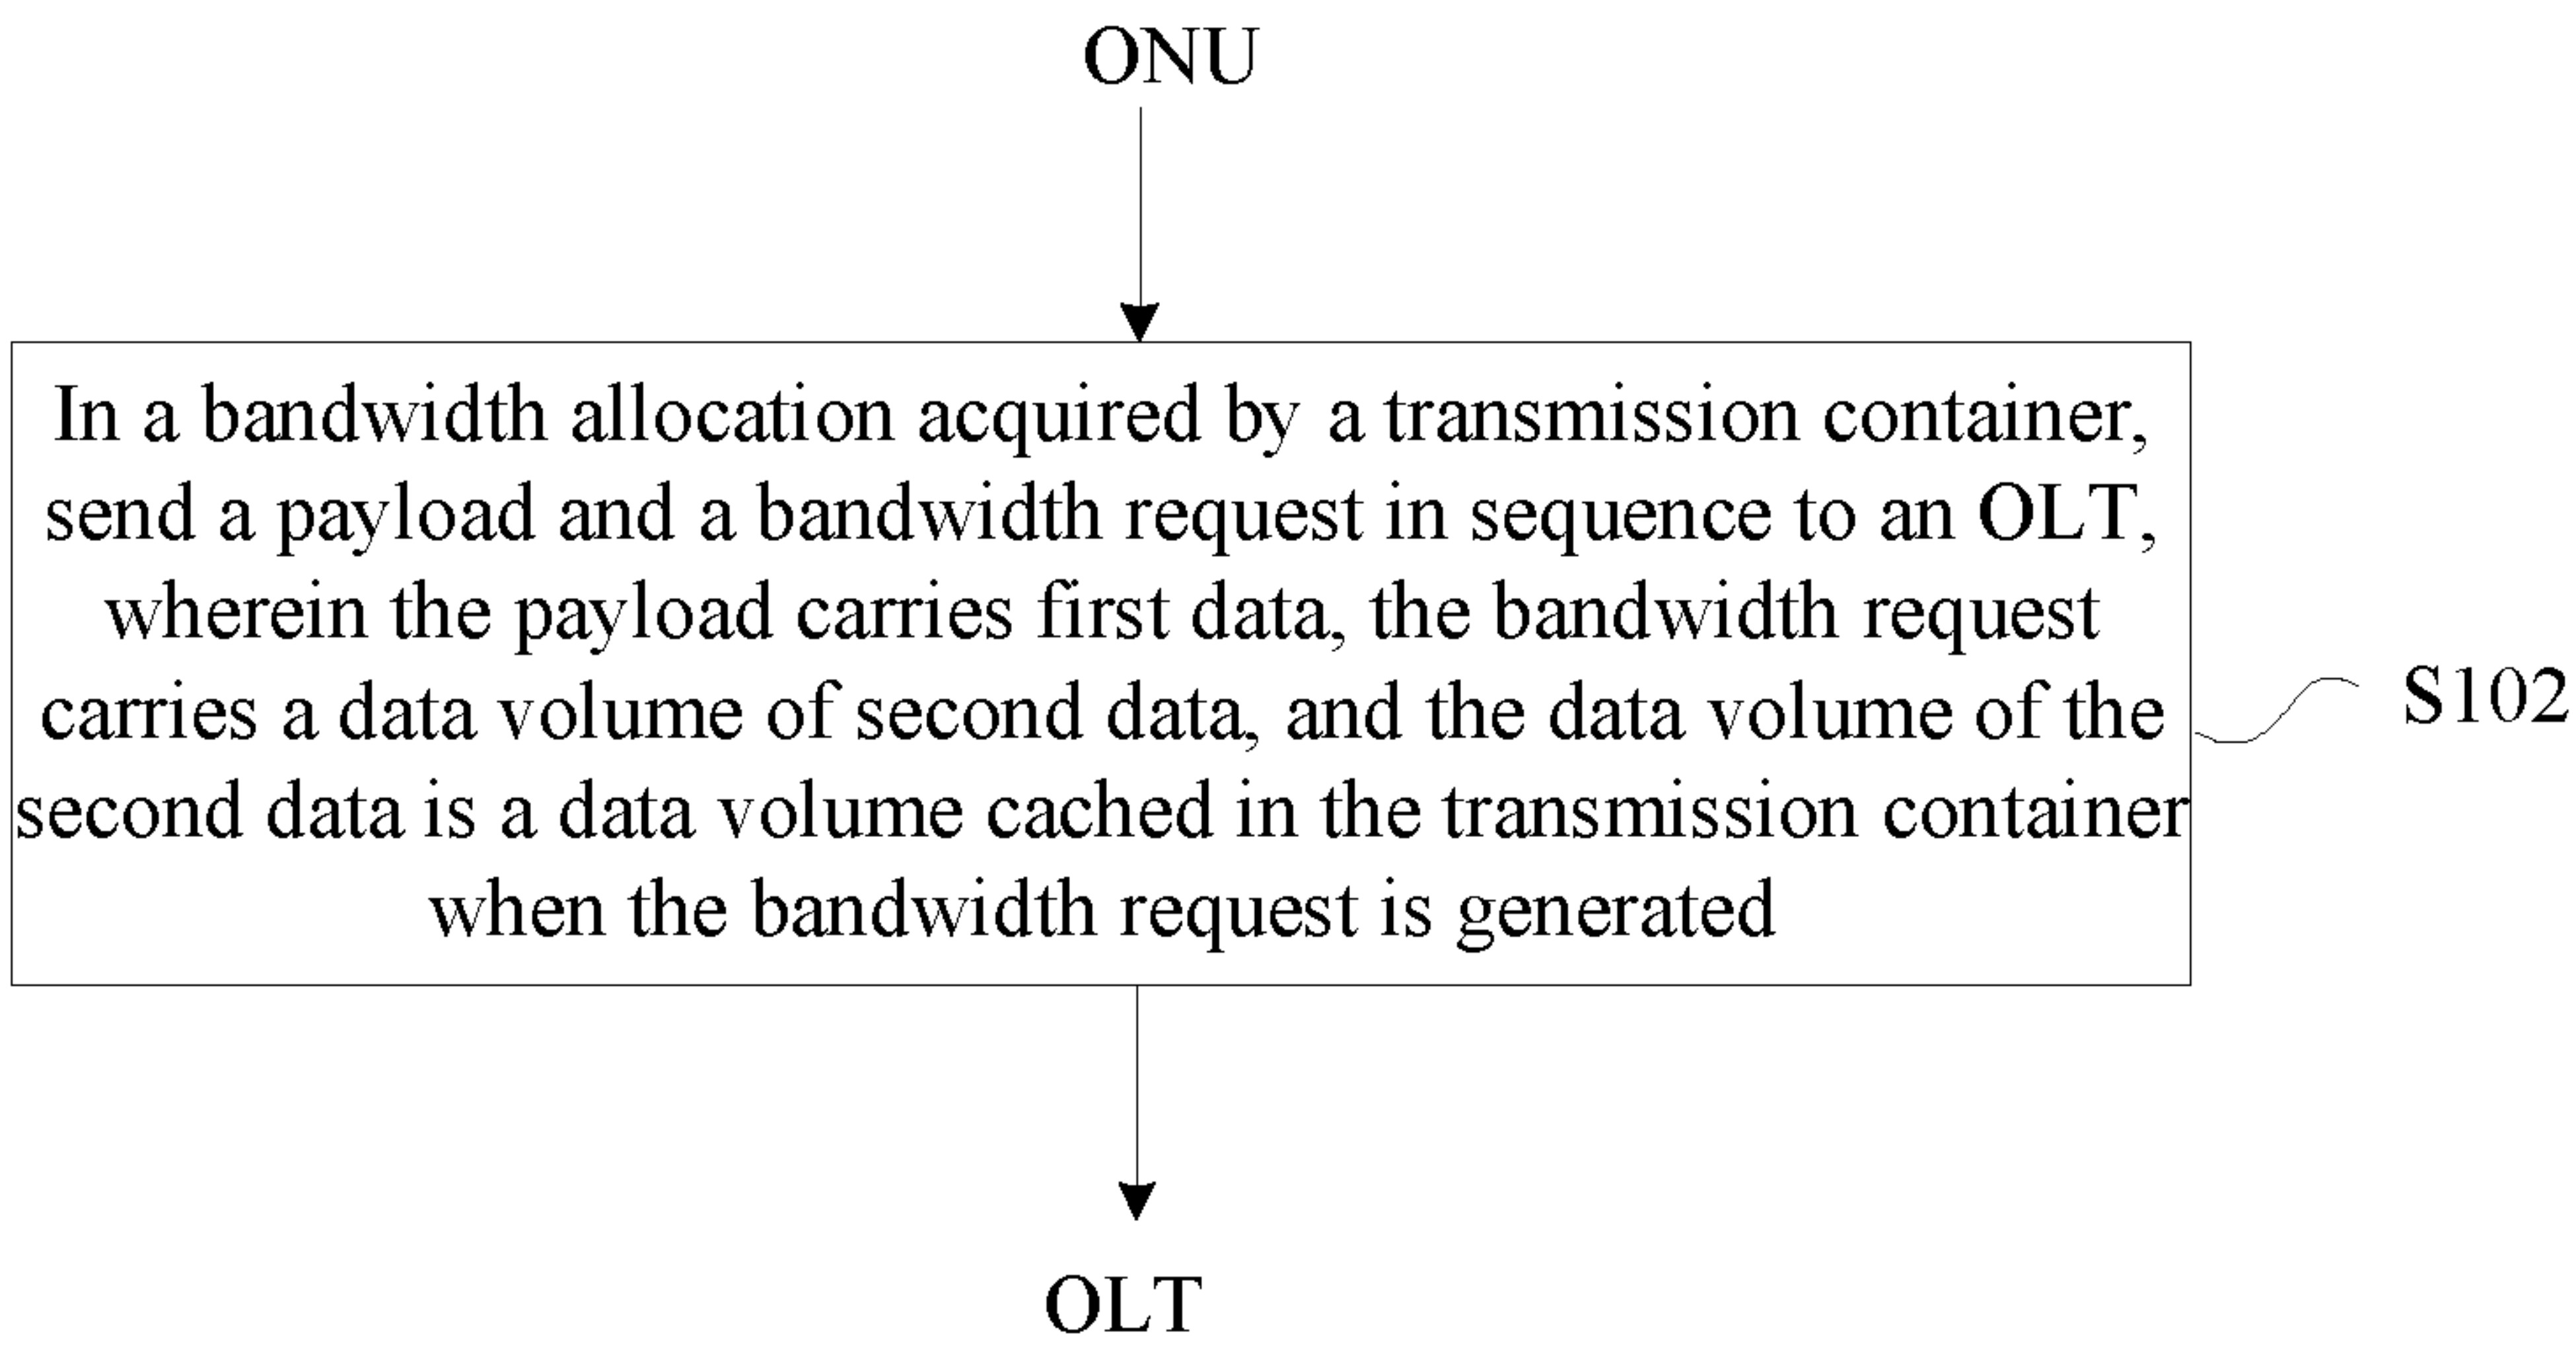 ONU
In a bandwidth allocation acquired by a transmission container,
send a payload and a bandwidth request in sequence to an OLT,
wherein the payload carries first data, the bandwidth request
carries a data volume of second data, and the data volume of the
second data is a data volume cached in the transmission container
when the bandwidth request is generated
S102
OLT